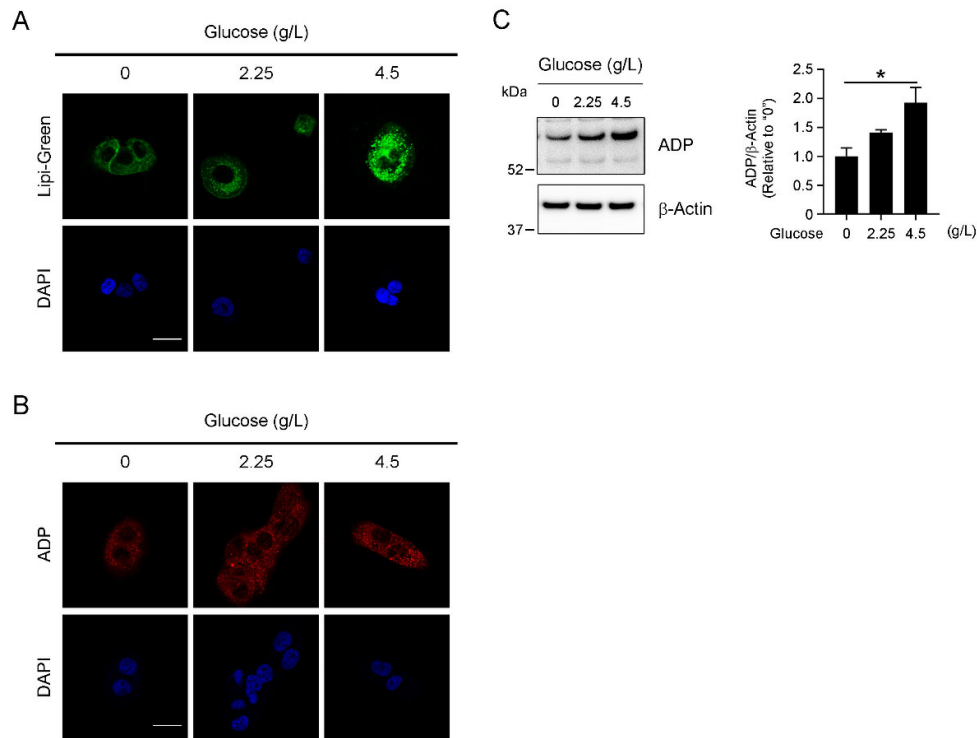 A
Glucose (g/L)
0 2.25 4.5
Lipi-Green
DAPI
B
Glucose (g/L)
0 2.25 4.5
ADP
DAPI
C
Glucose (g/L)
kDa 0 2.25 4.5
ADP
52
β-Actin
37
ADP/β-Actin
(Relative to “0”)
2.5
2.0
1.5
1.0
0.5
0.0
*
Glucose 0 2.25 4.5 (g/L)